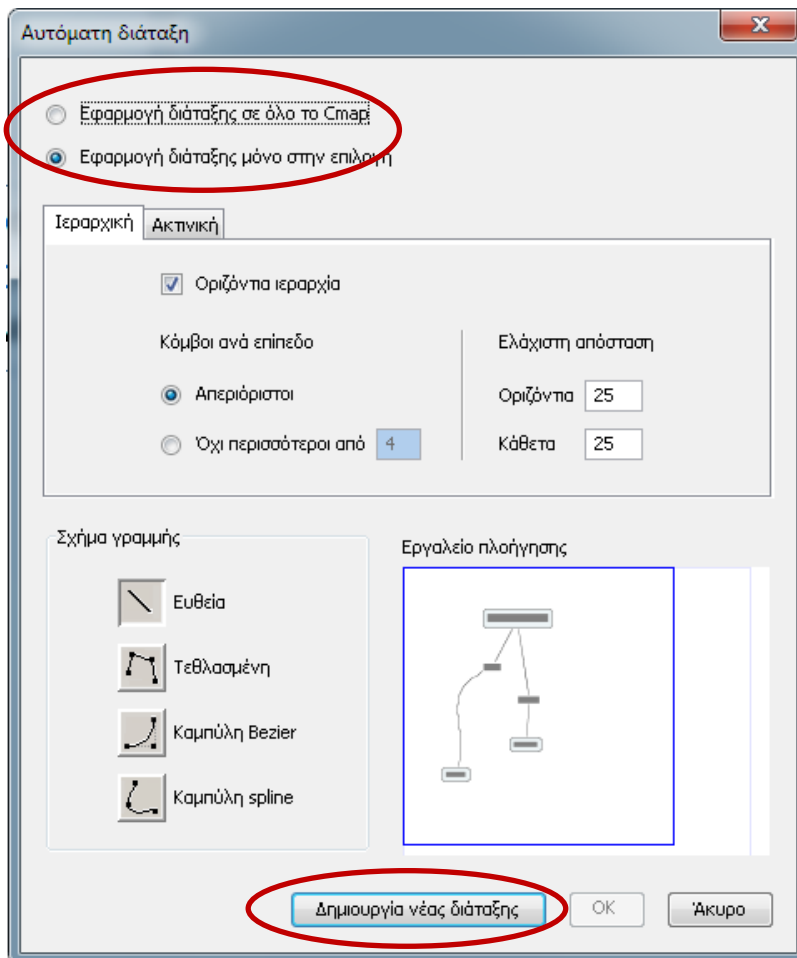 Αυτόματη διάταξη
Εφαρμογή διάταξης σε όλο το Cmap
Εφαρμογή διάταξης μόνο στην επιλογή
Ιεραρχική Ακτινική
Οριζόντια ιεραρχία
Κόμβοι ανά επίπεδο
Απεριόριστοι
Όχι περισσότεροι από 4
Ελάχιστη απόσταση
Οριζόντια 25
Κάθετα 25
Σχήμα γραμμής
Ευθεία
Τεθλασμένη
Καμπύλη Bezier
Καμπύλη spline
Εργαλείο πλοήγησης
Δημιουργία νέας διάταξης OK Άκυρο